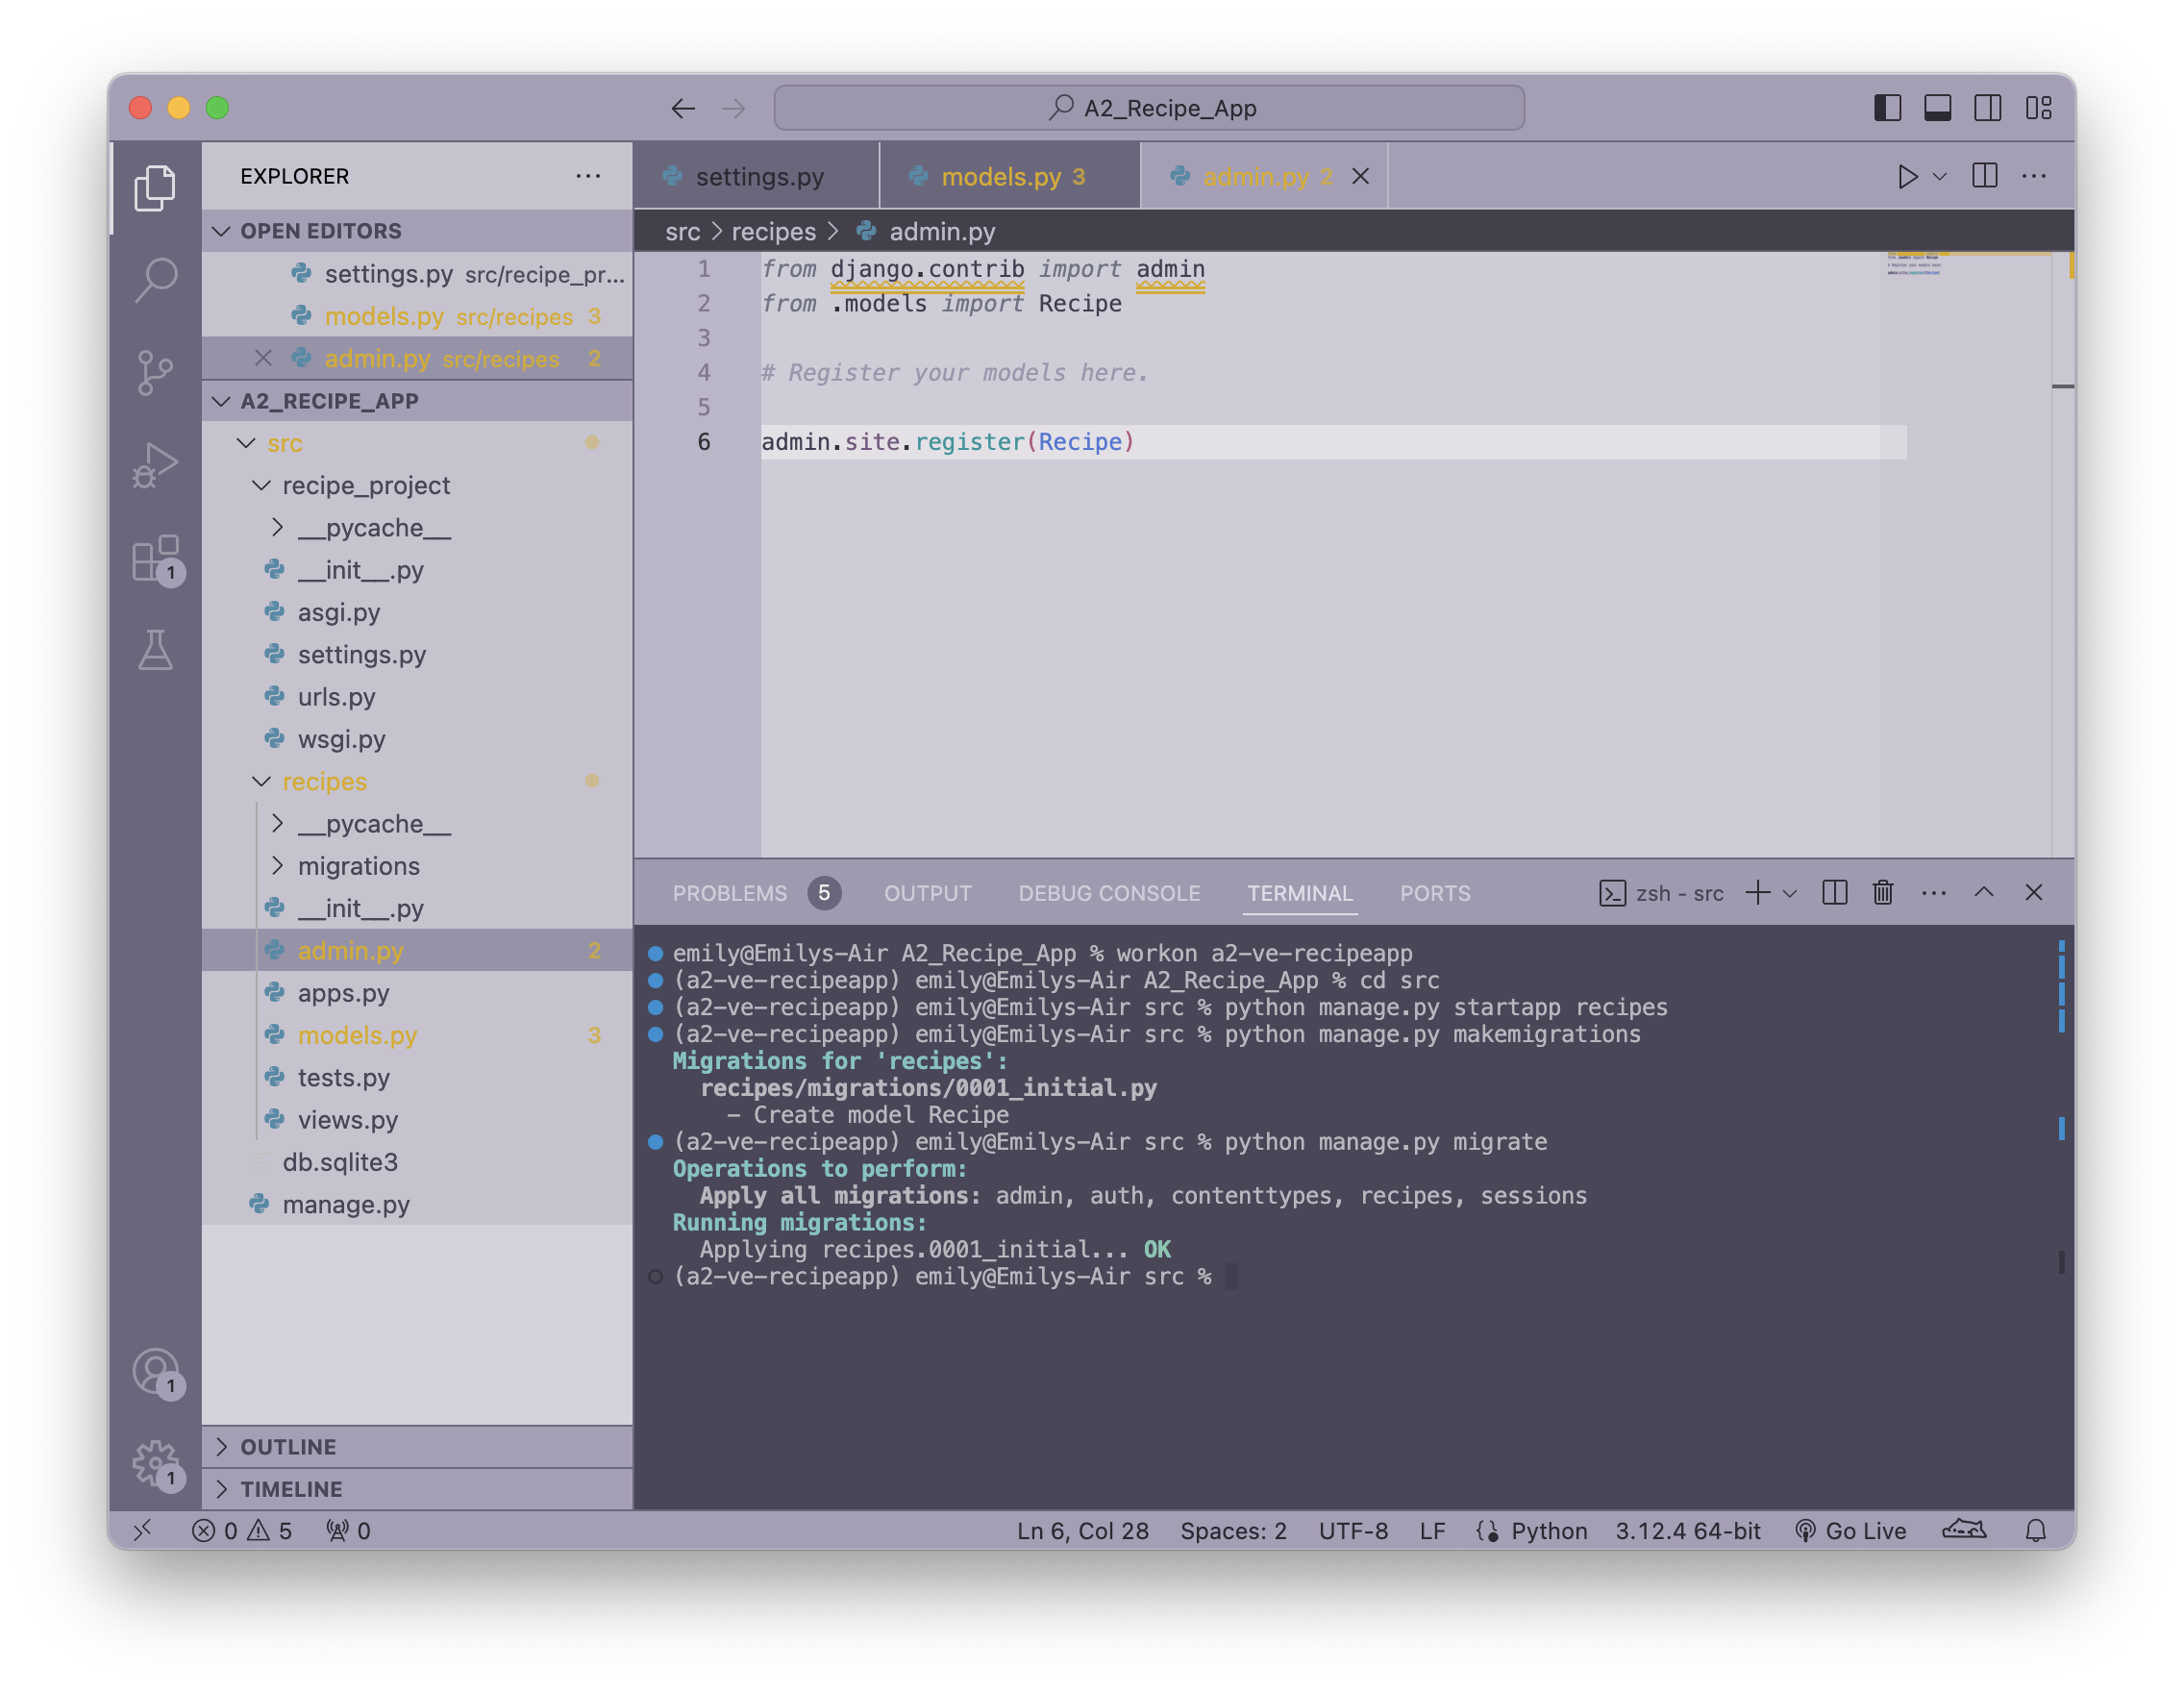 A2_Recipe_App
EXPLORER
OPEN EDITORS
settings.py src/recipe_pr...
models.py src/recipes 3
admin.py src/recipes 2
A2_RECIPE_APP
src
recipe_project
__pycache__
__init__.py
asgi.py
settings.py
urls.py
wsgi.py
recipes
__pycache__
migrations
__init__.py
admin.py 2
apps.py
models.py 3
tests.py
views.py
db.sqlite3
manage.py
OUTLINE
TIMELINE
1
1
1
settings.py
models.py 3
admin.py 2
src > recipes > admin.py
1 from django.contrib import admin
2 from .models import Recipe
3
4 # Register your models here.
5
6 admin.site.register(Recipe)
PROBLEMS 5 OUTPUT DEBUG CONSOLE TERMINAL PORTS zsh - src
emily@Emilys-Air A2_Recipe_App % workon a2-ve-recipeapp
(a2-ve-recipeapp) emily@Emilys-Air A2_Recipe_App % cd src
(a2-ve-recipeapp) emily@Emilys-Air src % python manage.py startapp recipes
(a2-ve-recipeapp) emily@Emilys-Air src % python manage.py makemigrations
Migrations for 'recipes':
recipes/migrations/0001_initial.py
- Create model Recipe
(a2-ve-recipeapp) emily@Emilys-Air src % python manage.py migrate
Operations to perform:
Apply all migrations: admin, auth, contenttypes, recipes, sessions
Running migrations:
Applying recipes.0001_initial... OK
(a2-ve-recipeapp) emily@Emilys-Air src %
0 5 0 Ln 6, Col 28 Spaces: 2 UTF-8 LF Python 3.12.4 64-bit Go Live